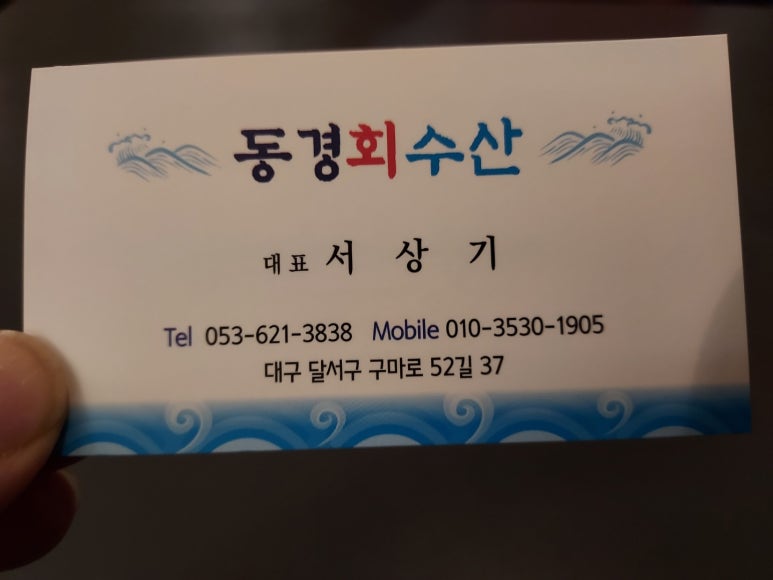 동경회수산
대표 서 상 기
Tel 053-621-3838 Mobile 010-3530-1905
대구 달서구 구마로 52길 37